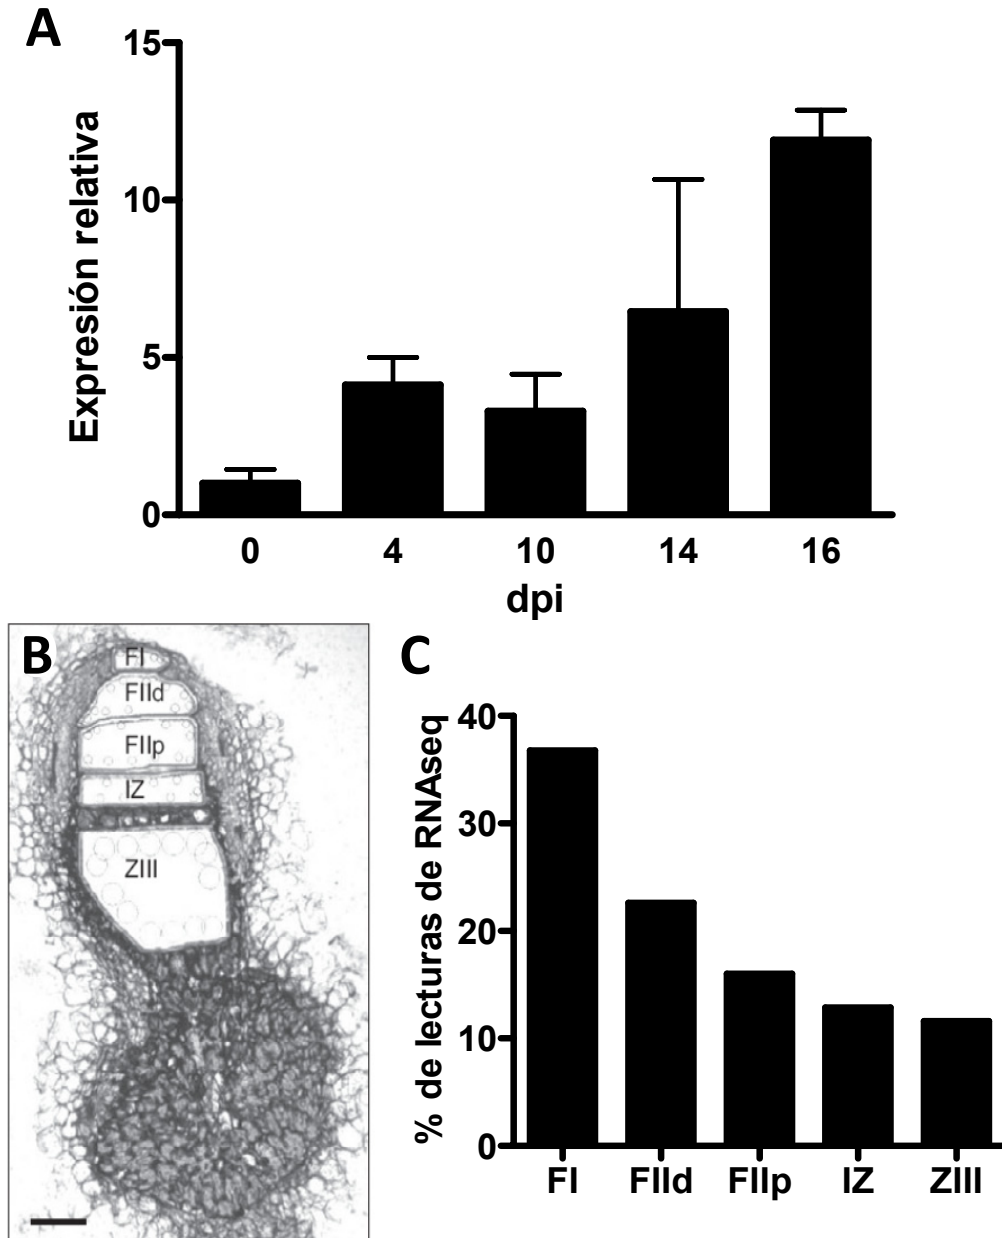 A
Expresión relativa
15
10
5
0
0 4 10 14 16
dpi
B
FI
FIId
FIIp
IZ
ZIII
C
% de lecturas de RNAseq
40
30
20
10
0
FI FIId FIIp IZ ZIII